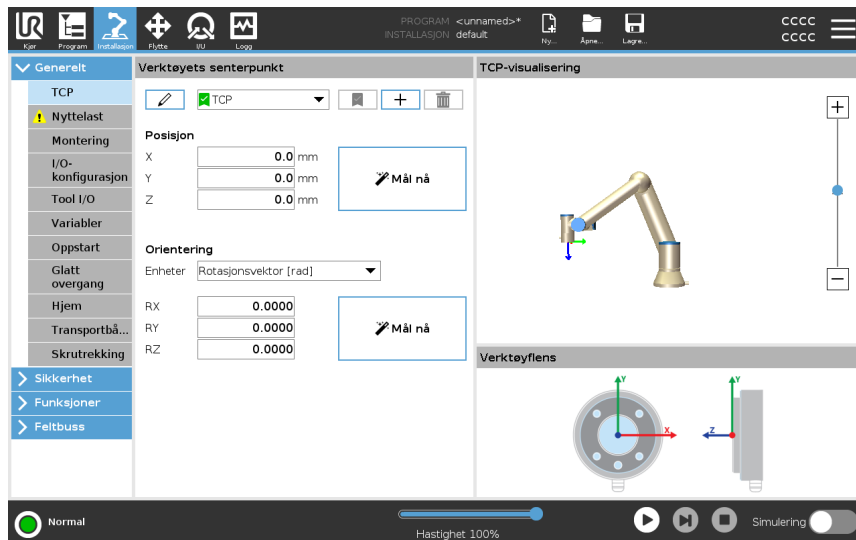 UR
PROGRAM <unnamed>*
INSTALLASJON default
CCCC
CCCC
Kjør
Program
Installasjon
Flytte
I/U
Logg
Ny...
Åpne...
Lagre...
Generelt
TCP
Nyttelast
Montering
I/O-
konfigurasjon
Tool I/O
Variabler
Oppstart
Glatt
overgang
Hjem
Transportbå...
Skrutrekking
Sikkerhet
Funksjoner
Feltbuss
Verktøyets senterpunkt
TCP
Posisjon
X 0.0 mm
Y 0.0 mm
Z 0.0 mm
Mål nå
Orientering
Enheter Rotasjonsvektor [rad]
RX 0.0000
RY 0.0000
RZ 0.0000
Mål nå
TCP-visualisering
Verktøyflens
Y
X
Y
Z
Normal
Hastighet 100%
Simulering